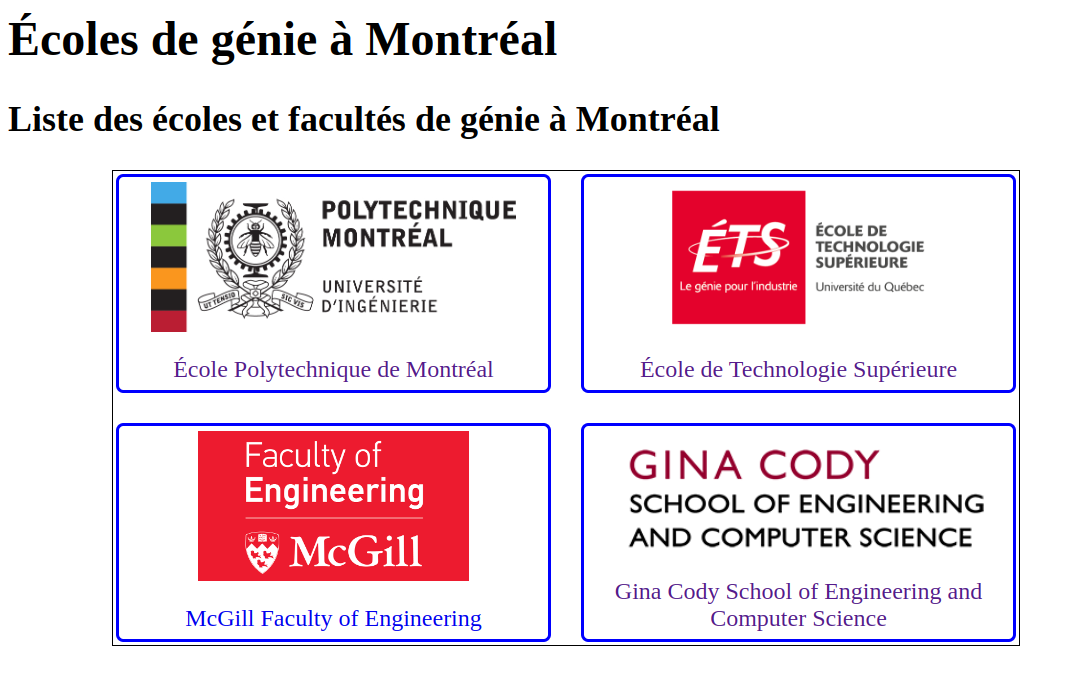 Écoles de génie à Montréal
Liste des écoles et facultés de génie à Montréal
POLYTECHNIQUE
MONTRÉAL
UNIVERSITÉ
D'INGÉNIERIE
UT TENSIO SIC VIS
École Polytechnique de Montréal
ÉTS
Le génie pour l'industrie
ÉCOLE DE
TECHNOLOGIE
SUPÉRIEURE
Université du Québec
École de Technologie Supérieure
Faculty of
Engineering
McGill
McGill Faculty of Engineering
GINA CODY
SCHOOL OF ENGINEERING
AND COMPUTER SCIENCE
Gina Cody School of Engineering and
Computer Science